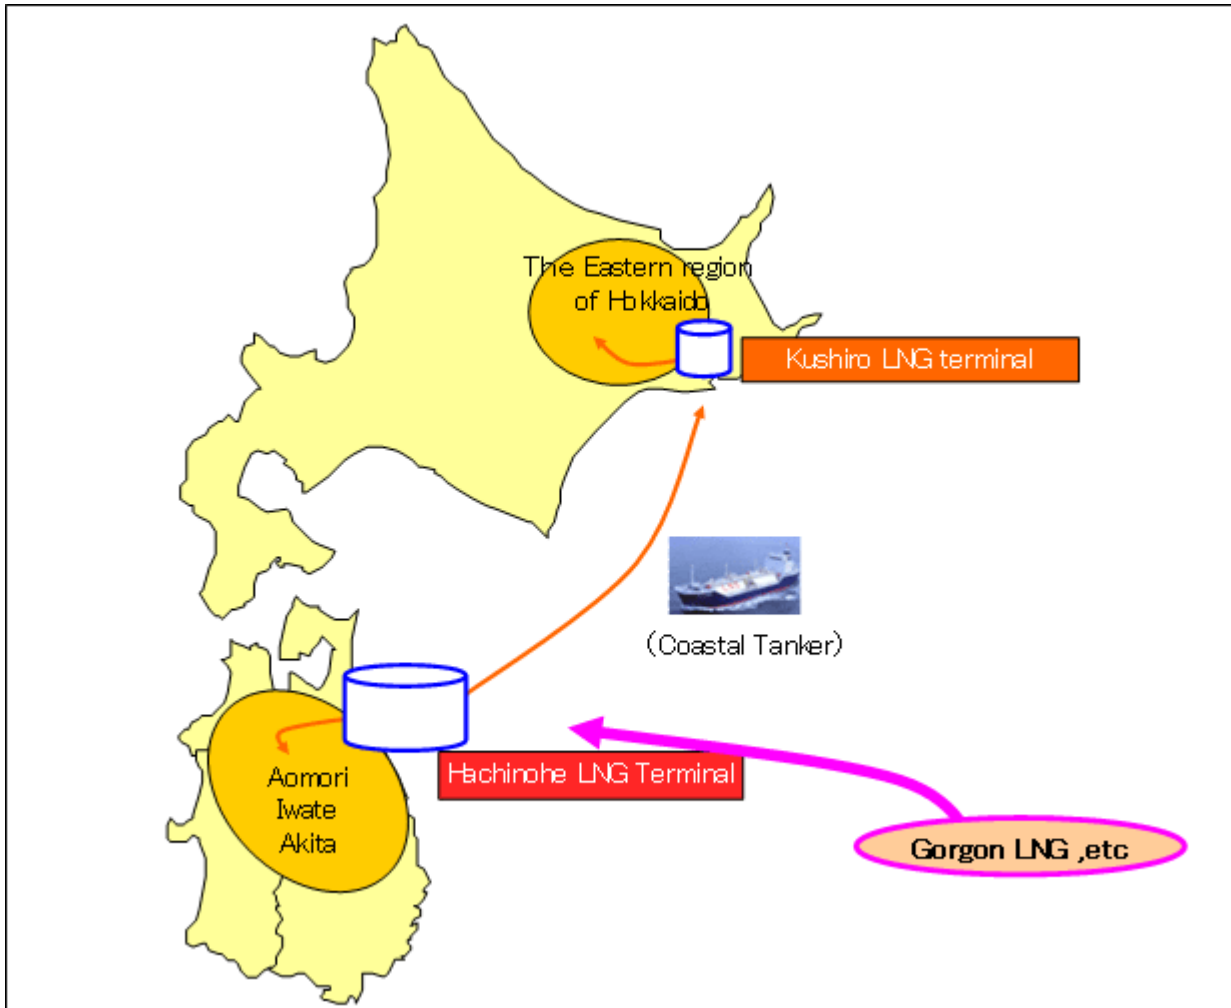 The Eastern region
of Hokkaido
Kushiro LNG terminal
(Coastal Tanker)
Hachinohe LNG Terminal
Aomori
Iwate
Akita
Gorgon LNG ,etc